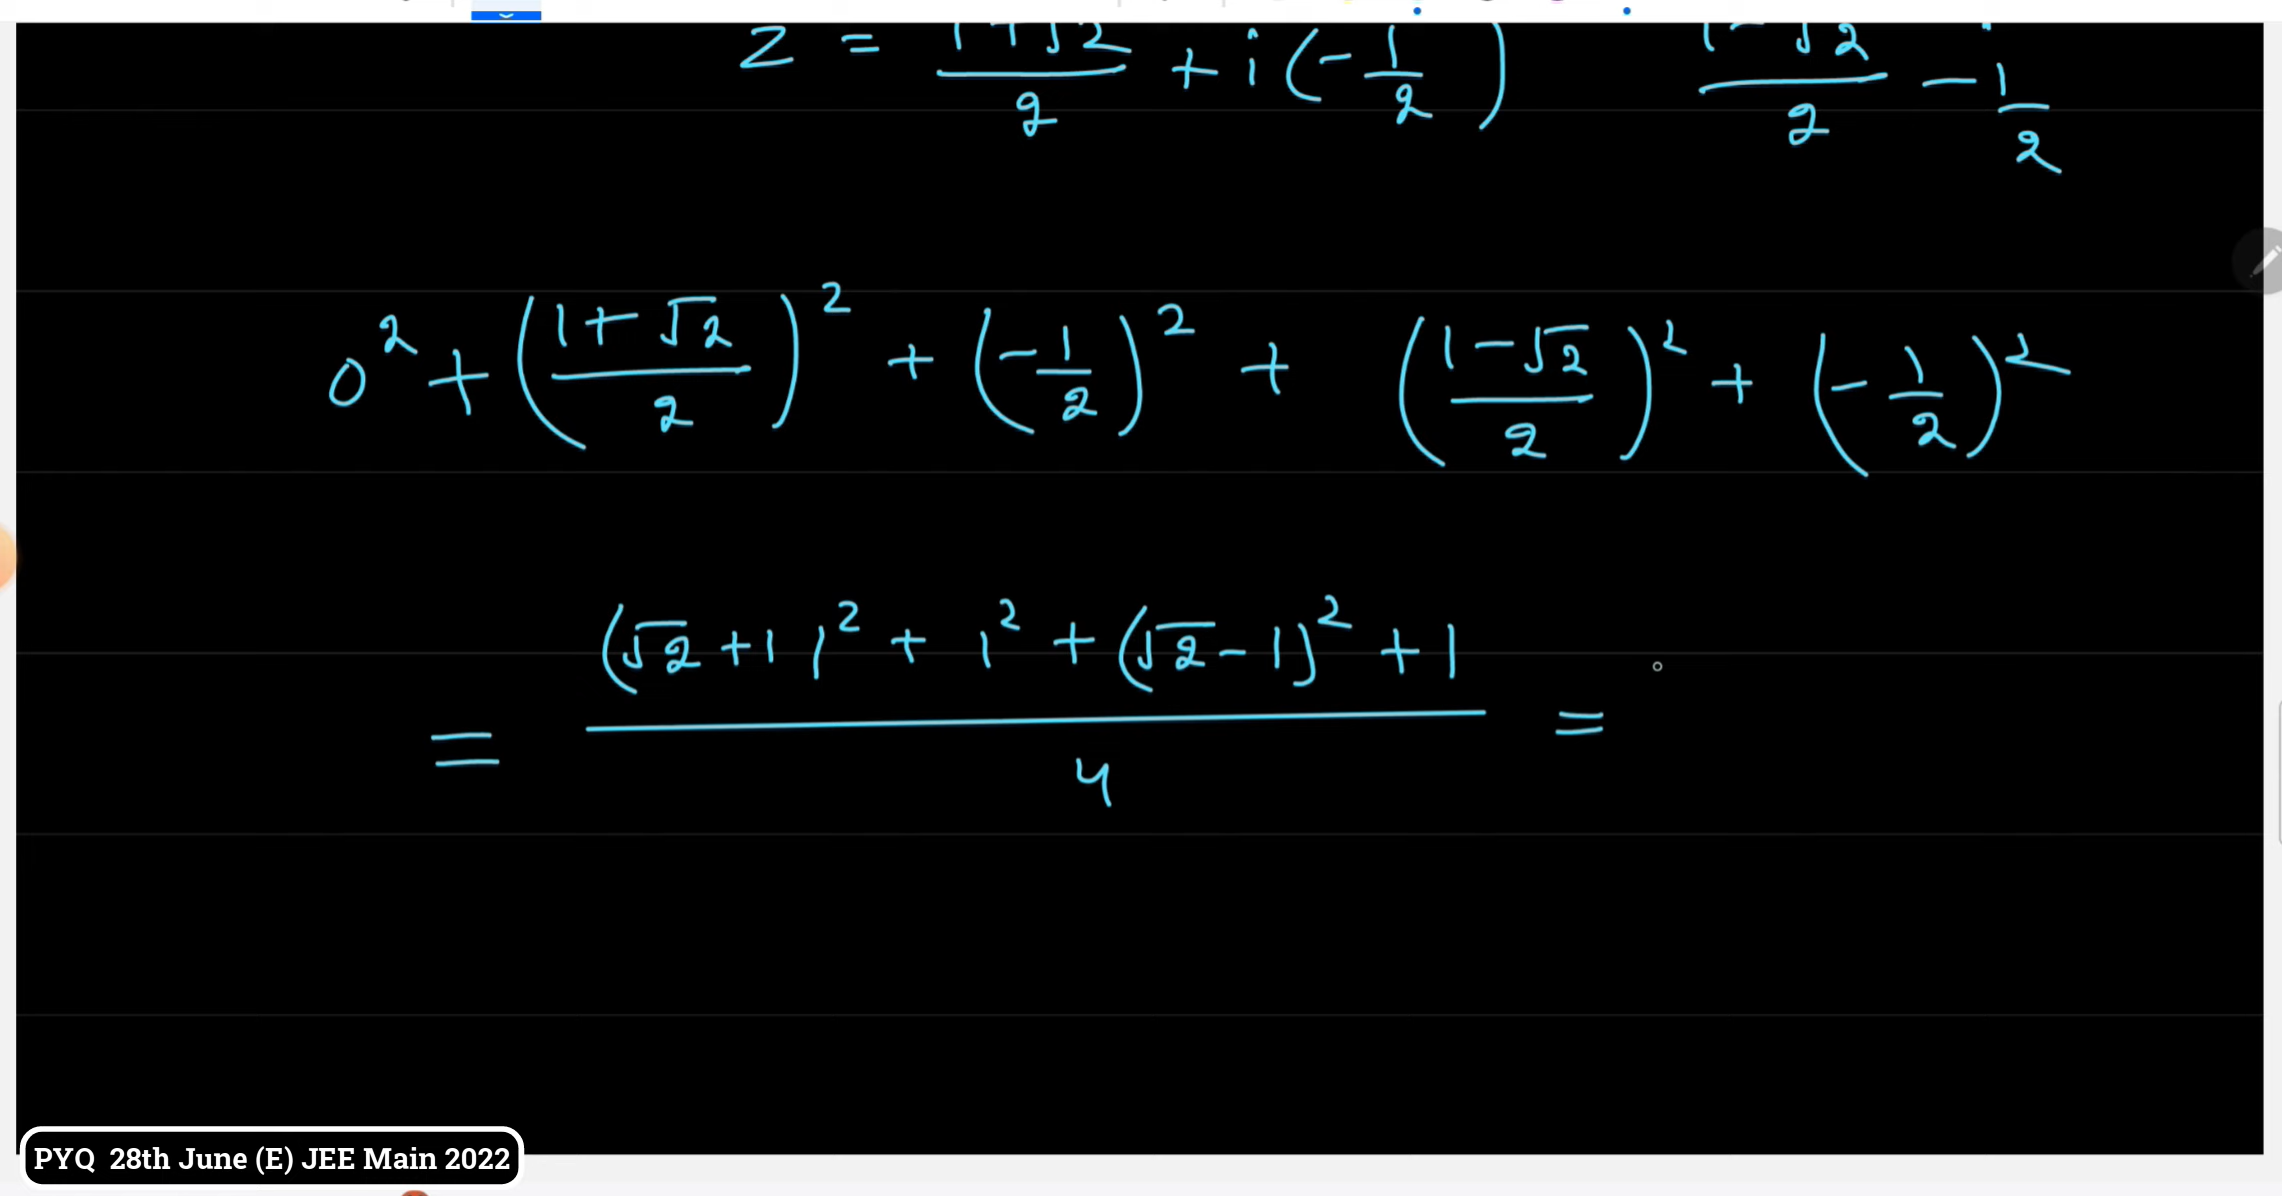 z = (1+√2)/2 + i(-1/2) (1-√2)/2 - i/2
0² + ((1+√2)/2)² + (-1/2)² + ((1-√2)/2)² + (-1/2)²
= ((√2+1)² + 1² + (√2-1)² + 1)/4 =
PYQ 28th June (E) JEE Main 2022